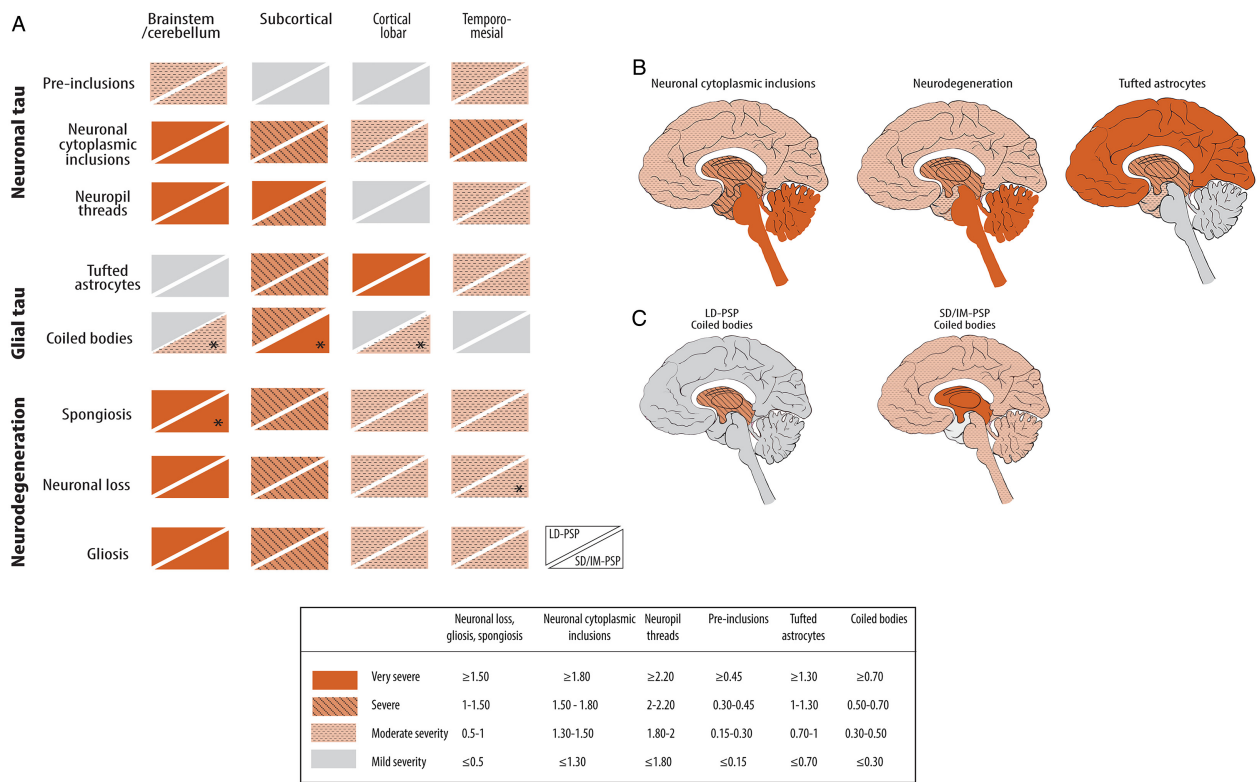 A
Brainstem
/cerebellum
Subcortical
Cortical
lobar
Temporo-
mesial
Neuronal tau
Pre-inclusions
Neuronal
cytoplasmic
inclusions
Neuropil
threads
Glial tau
Tufted
astrocytes
Coiled bodies
*
*
*
Neurodegeneration
Spongiosis
*
Neuronal loss
*
Gliosis
LD-PSP
SD/IM-PSP
B
Neuronal cytoplasmic inclusions
Neurodegeneration
Tufted astrocytes
C
LD-PSP
Coiled bodies
SD/IM-PSP
Coiled bodies
Neuronal loss,
gliosis, spongiosis
Neuronal cytoplasmic
inclusions
Neuropil
threads
Pre-inclusions
Tufted
astrocytes
Coiled bodies
Very severe ≥1.50 ≥1.80 ≥2.20 ≥0.45 ≥1.30 ≥0.70
Severe 1-1.50 1.50 - 1.80 2-2.20 0.30-0.45 1-1.30 0.50-0.70
Moderate severity 0.5-1 1.30-1.50 1.80-2 0.15-0.30 0.70-1 0.30-0.50
Mild severity ≤0.5 ≤1.30 ≤1.80 ≤0.15 ≤0.70 ≤0.30